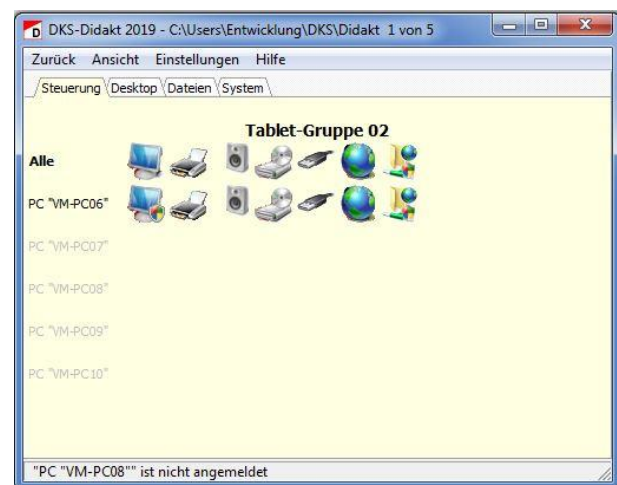 DKS-Didakt 2019 - C:\Users\Entwicklung\DKS\Didakt 1 von 5
Zurück Ansicht Einstellungen Hilfe
Steuerung Desktop Dateien System
Tablet-Gruppe 02
Alle
PC "VM-PC06"
PC "VM-PC07"
PC "VM-PC08"
PC "VM-PC09"
PC "VM-PC10"
"PC "VM-PC08"" ist nicht angemeldet